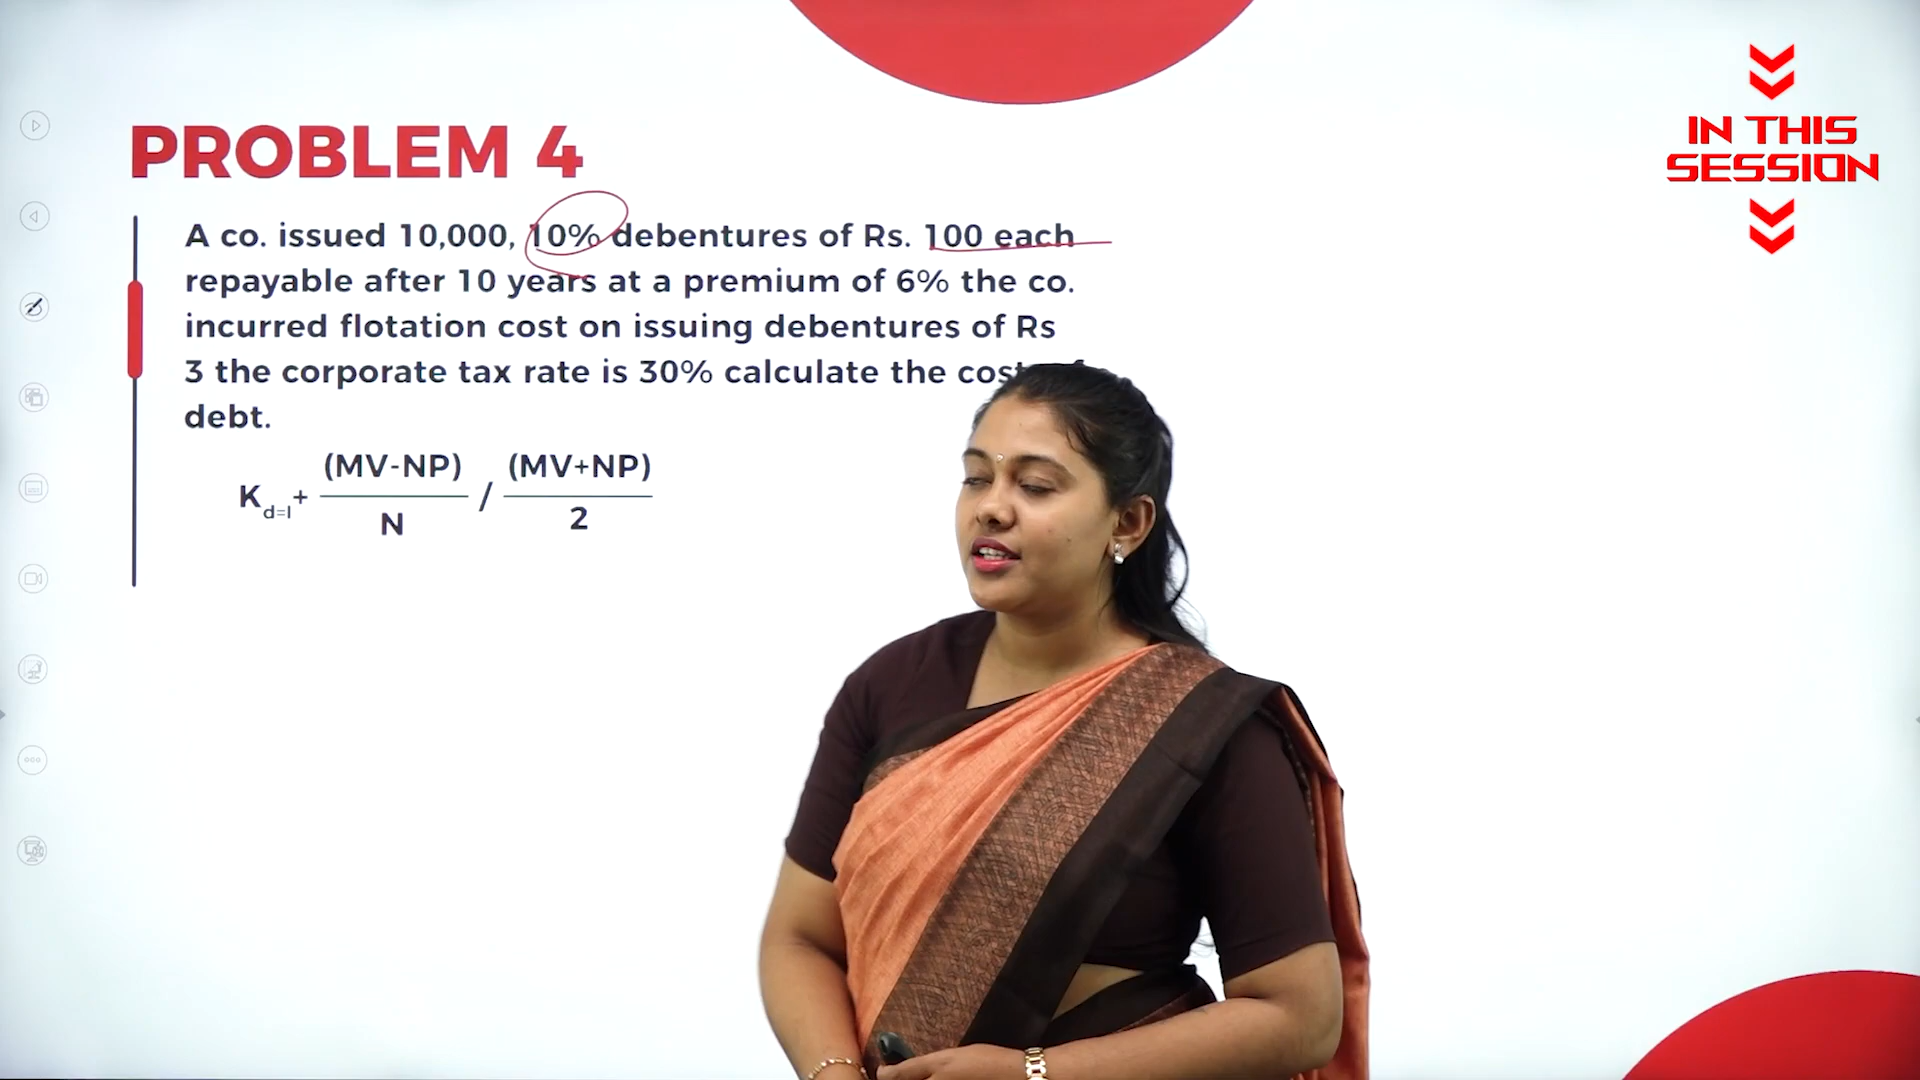 PROBLEM 4
A co. issued 10,000, 10% debentures of Rs. 100 each
repayable after 10 years at a premium of 6% the co.
incurred flotation cost on issuing debentures of Rs
3 the corporate tax rate is 30% calculate the cost
debt.
K d=I + (MV-NP) / N / (MV+NP) / 2
IN THIS
SESSION